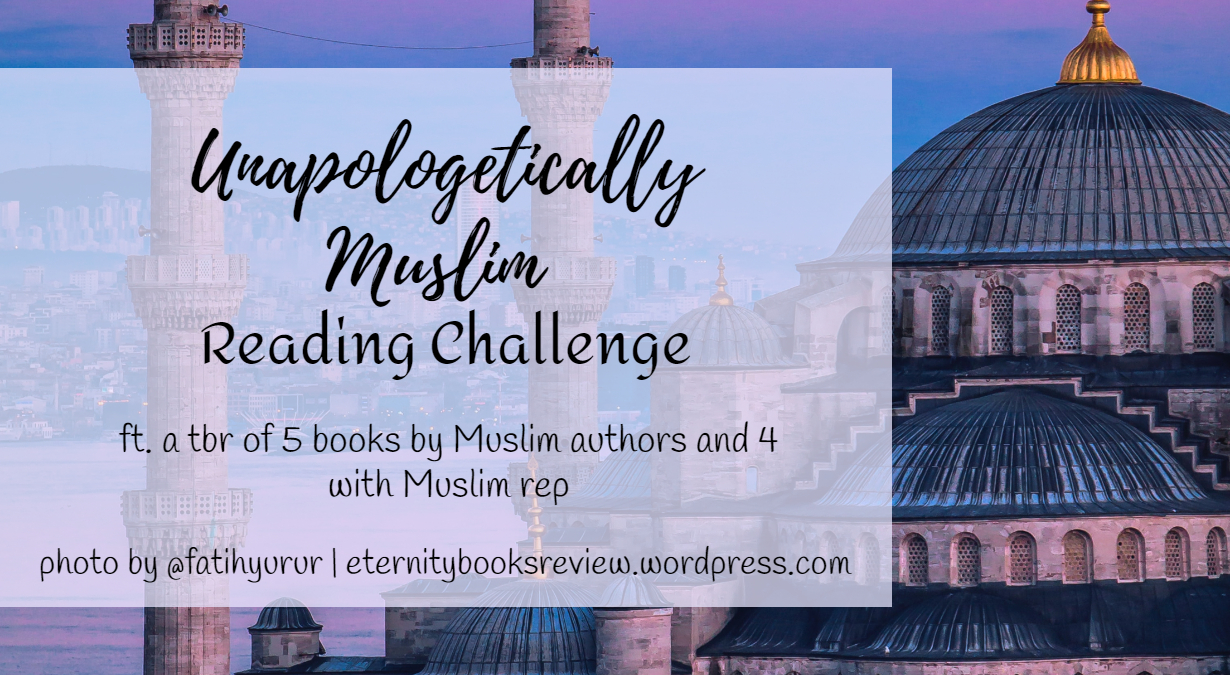 Unapologetically
Muslim
Reading Challenge
ft. a tbr of 5 books by Muslim authors and 4
with Muslim rep
photo by @fatihyurur | eternitybooksreview.wordpress.com